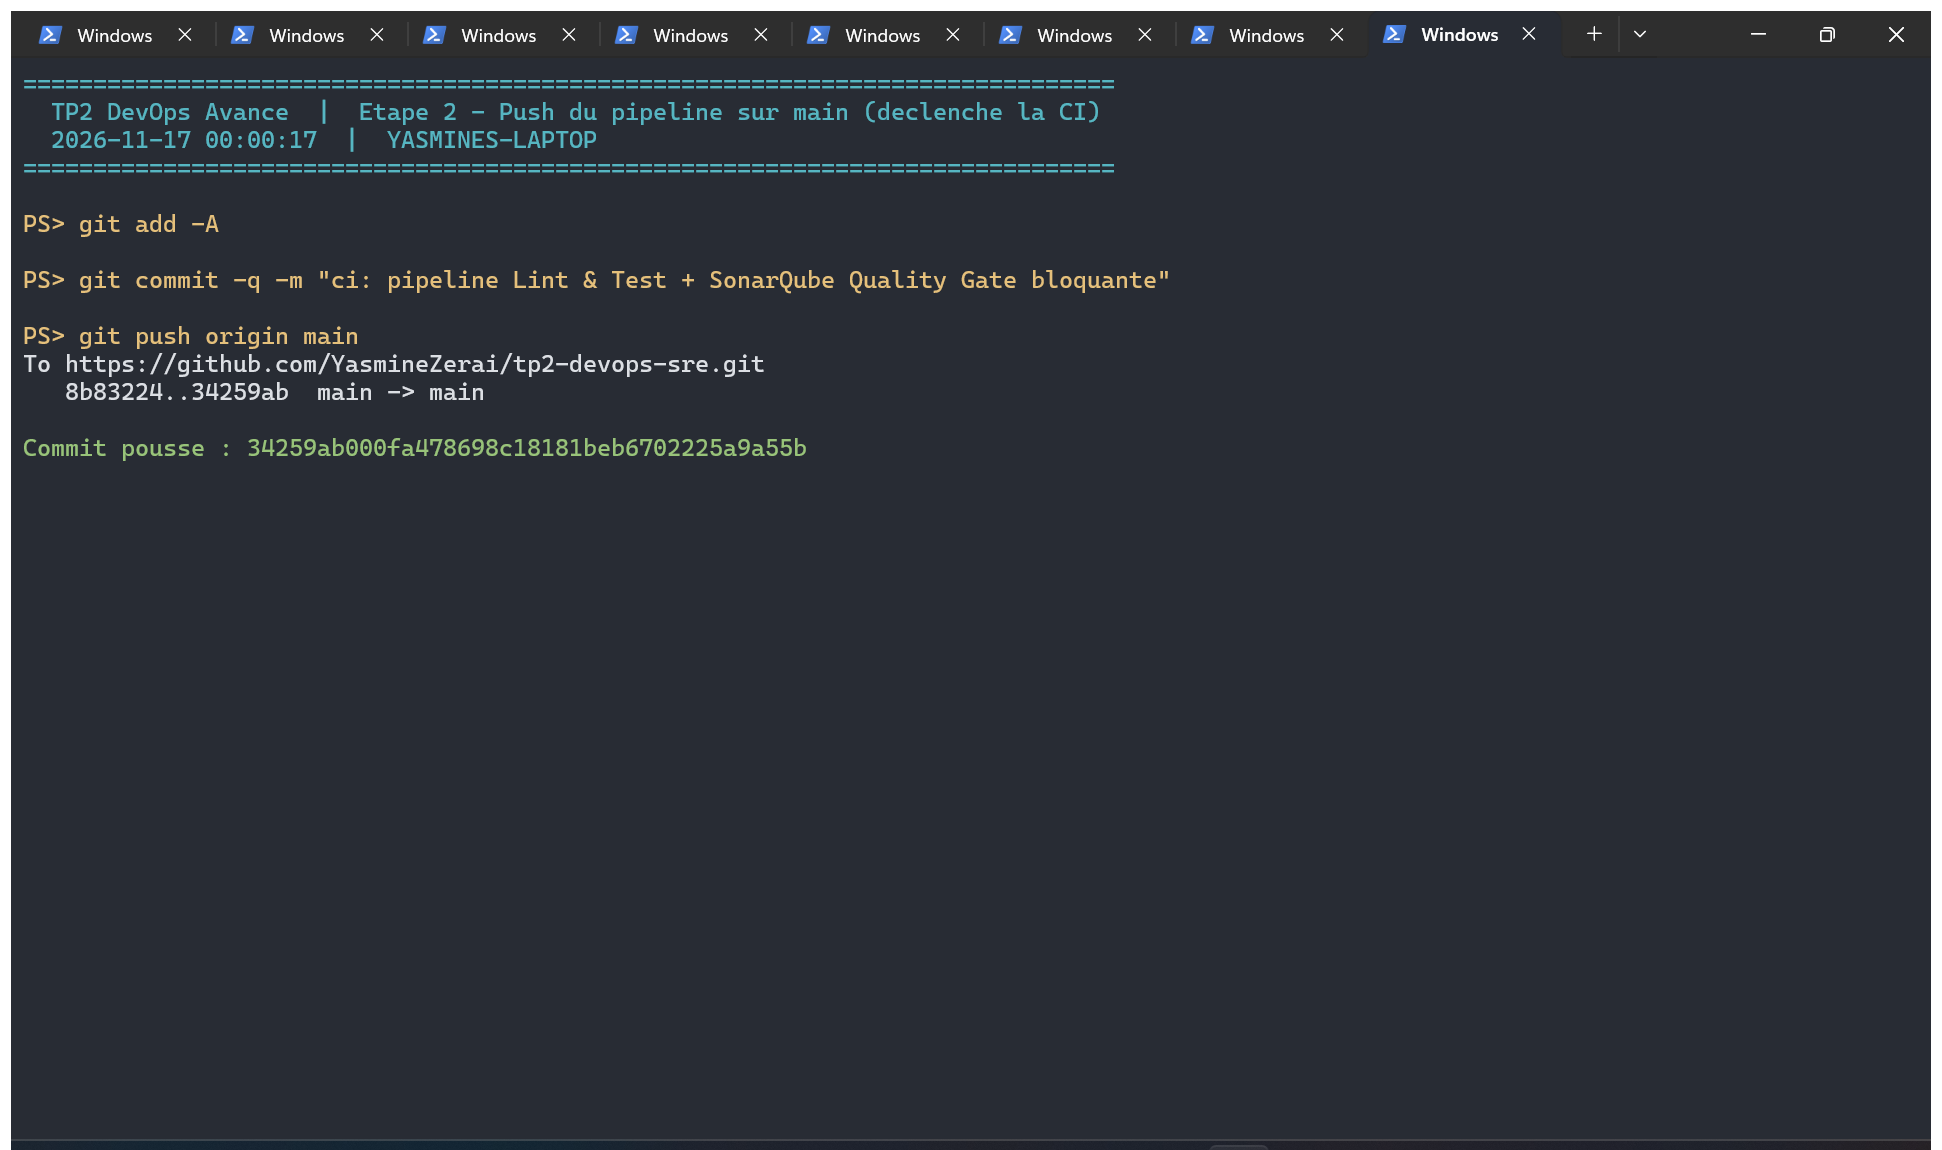 Windows Windows Windows Windows Windows Windows Windows Windows
==============================================================================
TP2 DevOps Avance | Etape 2 - Push du pipeline sur main (declenche la CI)
2026-11-17 00:00:17 | YASMINES-LAPTOP
==============================================================================
PS> git add -A
PS> git commit -q -m "ci: pipeline Lint & Test + SonarQube Quality Gate bloquante"
PS> git push origin main
To https://github.com/YasmineZerai/tp2-devops-sre.git
8b83224..34259ab main -> main
Commit pousse : 34259ab000fa478698c18181beb6702225a9a55b